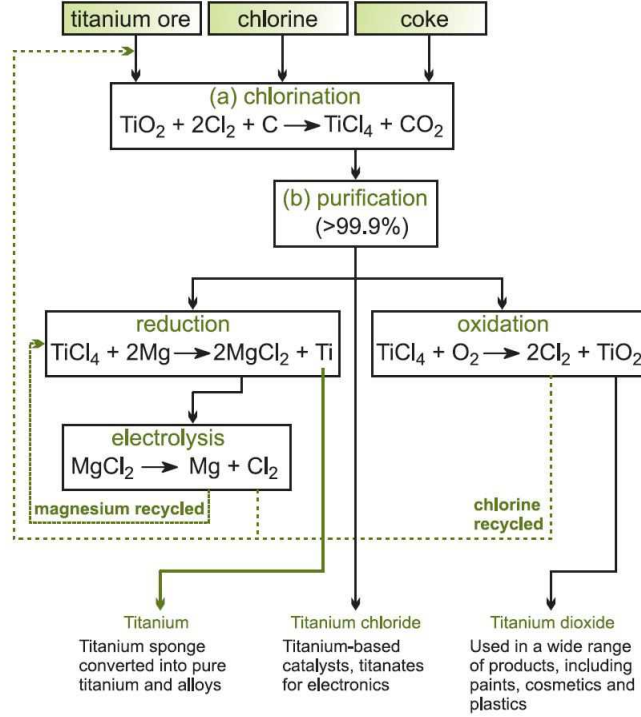 titanium ore
chlorine
coke
(a) chlorination
TiO₂ + 2Cl₂ + C → TiCl₄ + CO₂
(b) purification
(>99.9%)
reduction
TiCl₄ + 2Mg → 2MgCl₂ + Ti
oxidation
TiCl₄ + O₂ → 2Cl₂ + TiO₂
electrolysis
MgCl₂ → Mg + Cl₂
magnesium recycled
chlorine
recycled
Titanium
Titanium sponge
converted into pure
titanium and alloys
Titanium chloride
Titanium-based
catalysts, titanates
for electronics
Titanium dioxide
Used in a wide range
of products, including
paints, cosmetics and
plastics